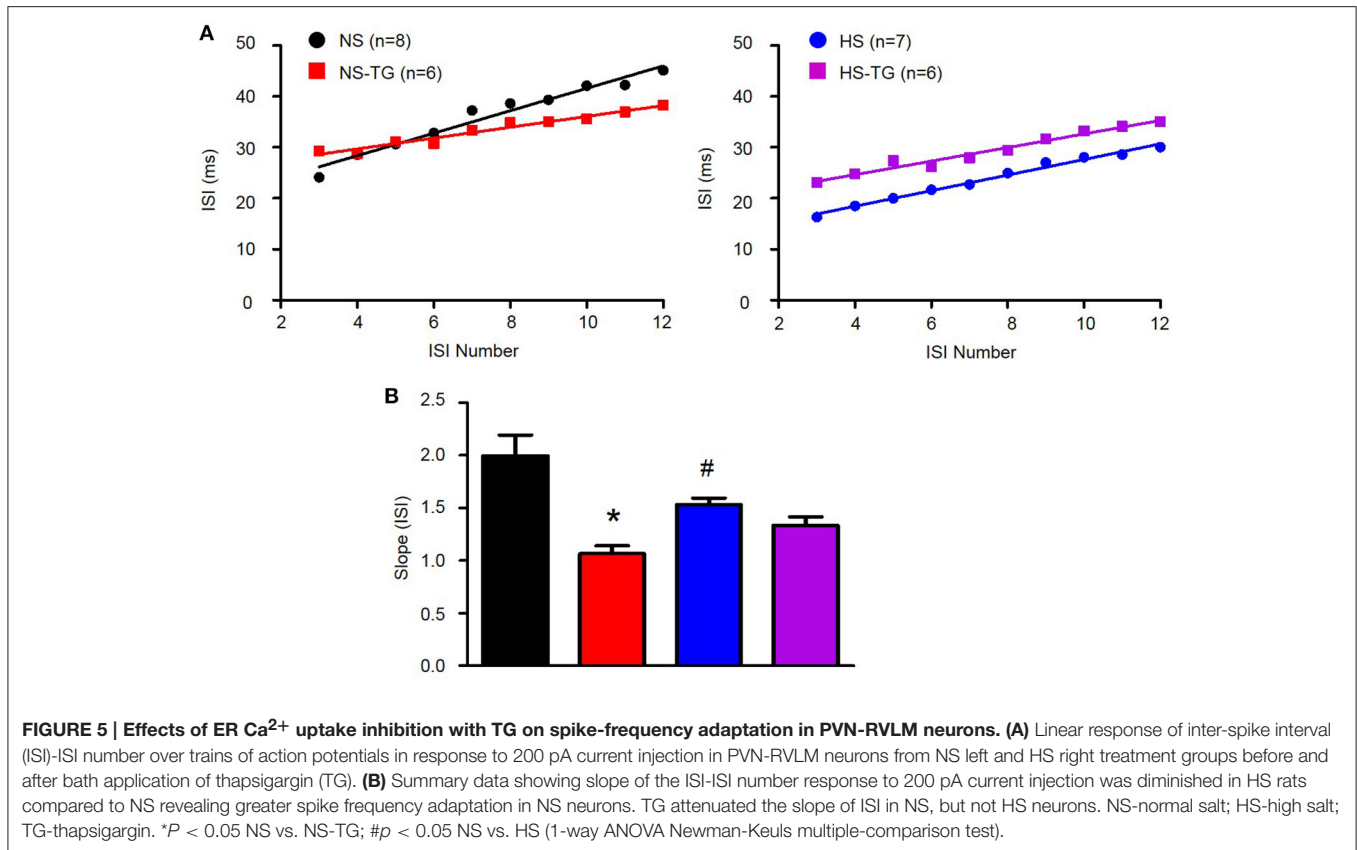 A
50
40
30
20
10
0
ISI (ms)
NS (n=8)
NS-TG (n=6)
2 4 6 8 10 12
ISI Number
50
40
30
20
10
0
ISI (ms)
HS (n=7)
HS-TG (n=6)
2 4 6 8 10 12
ISI Number
B
2.5
2.0
1.5
1.0
0.5
0.0
Slope (ISI)
*
#
FIGURE 5 | Effects of ER Ca2+ uptake inhibition with TG on spike-frequency adaptation in PVN-RVLM neurons. (A) Linear response of inter-spike interval
(ISI)-ISI number over trains of action potentials in response to 200 pA current injection in PVN-RVLM neurons from NS left and HS right treatment groups before and
after bath application of thapsigargin (TG). (B) Summary data showing slope of the ISI-ISI number response to 200 pA current injection was diminished in HS rats
compared to NS revealing greater spike frequency adaptation in NS neurons. TG attenuated the slope of ISI in NS, but not HS neurons. NS-normal salt; HS-high salt;
TG-thapsigargin. *P < 0.05 NS vs. NS-TG; #p < 0.05 NS vs. HS (1-way ANOVA Newman-Keuls multiple-comparison test).